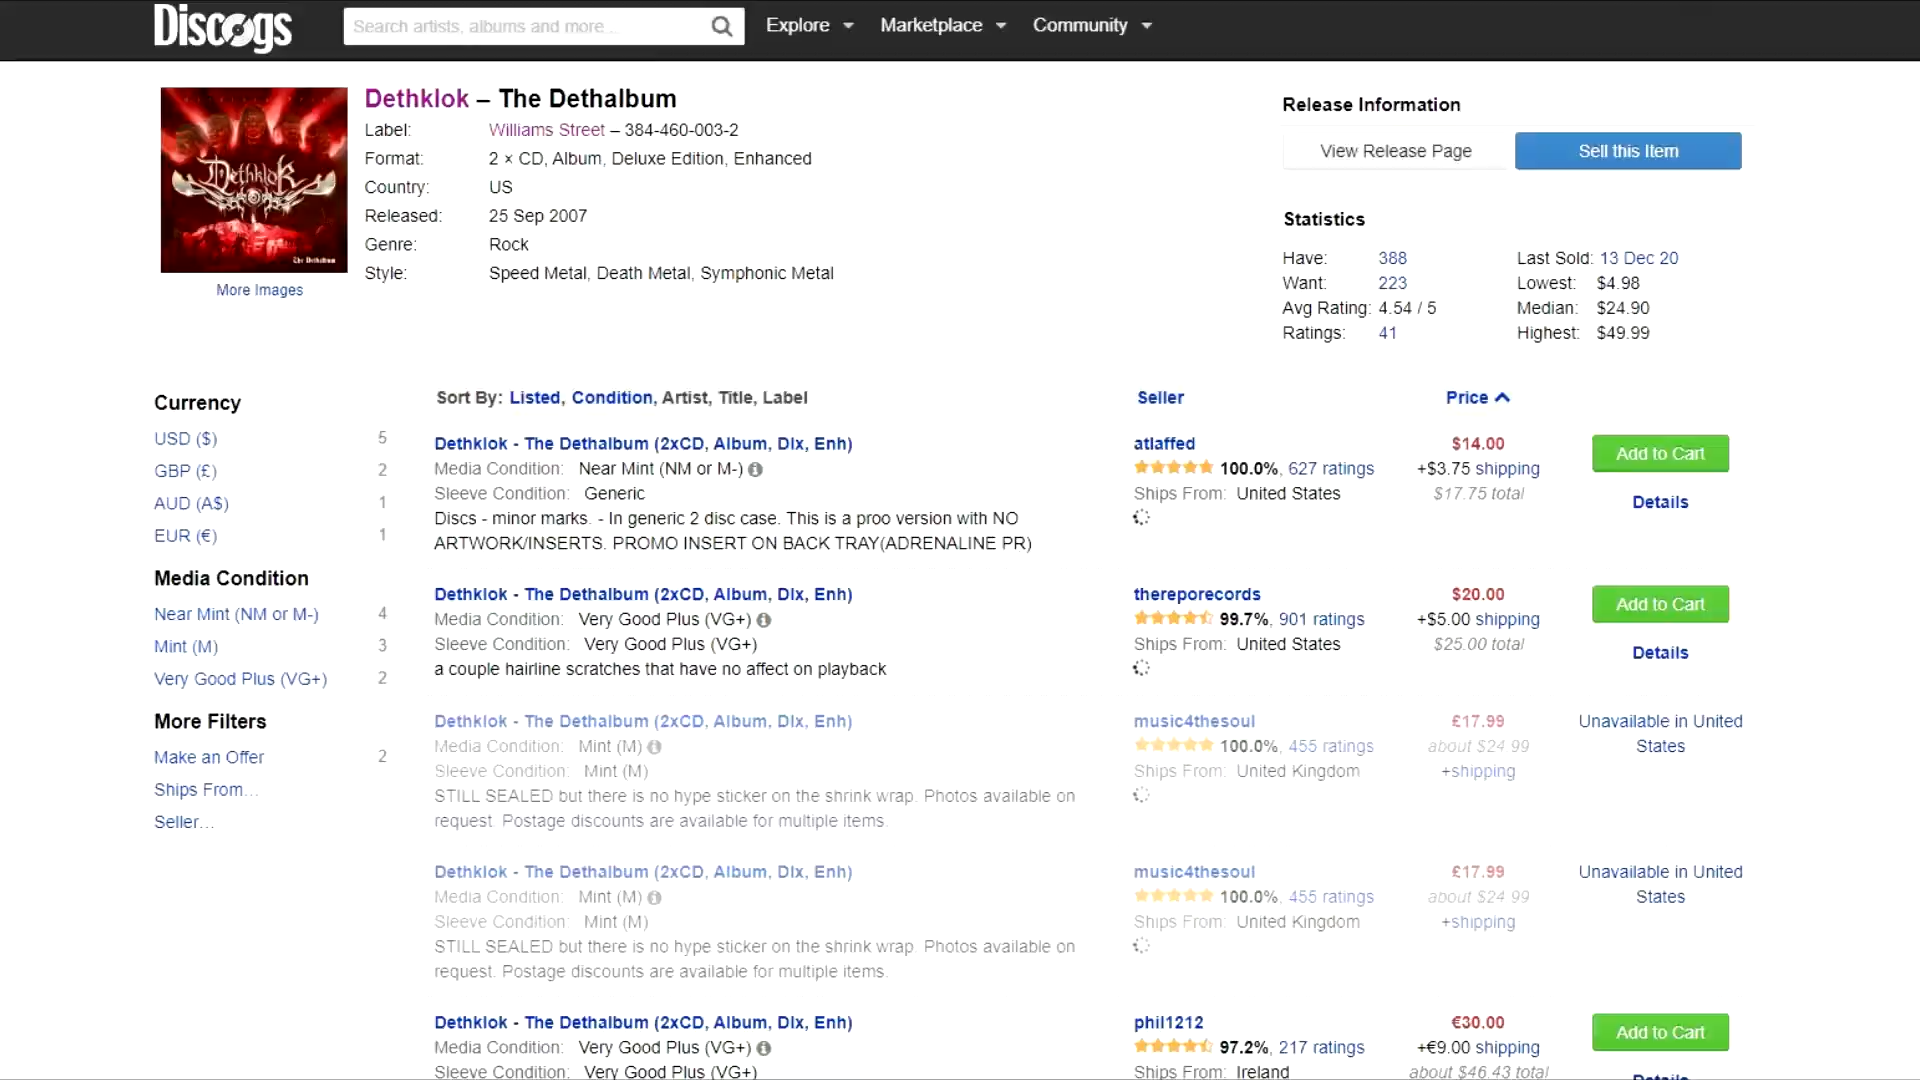 Discogs
Search artists, albums and more...
Explore
Marketplace
Community
Dethklok
The Dethalbum
More Images
Dethklok – The Dethalbum
Label: Williams Street – 384-460-003-2
Format: 2 × CD, Album, Deluxe Edition, Enhanced
Country: US
Released: 25 Sep 2007
Genre: Rock
Style: Speed Metal, Death Metal, Symphonic Metal
Release Information
View Release Page
Sell this Item
Statistics
Have: 388
Want: 223
Avg Rating: 4.54 / 5
Ratings: 41
Last Sold: 13 Dec 20
Lowest: $4.98
Median: $24.90
Highest: $49.99
Currency
USD ($) 5
GBP (£) 2
AUD (A$) 1
EUR (€) 1
Media Condition
Near Mint (NM or M-) 4
Mint (M) 3
Very Good Plus (VG+) 2
More Filters
Make an Offer 2
Ships From...
Seller...
Sort By: Listed, Condition, Artist, Title, Label
Seller
Price
Dethklok - The Dethalbum (2xCD, Album, Dlx, Enh)
Media Condition: Near Mint (NM or M-)
Sleeve Condition: Generic
Discs - minor marks. - In generic 2 disc case. This is a proo version with NO
ARTWORK/INSERTS. PROMO INSERT ON BACK TRAY(ADRENALINE PR)
atlaffed
100.0%, 627 ratings
Ships From: United States
$14.00
+$3.75 shipping
$17.75 total
Add to Cart
Details
Dethklok - The Dethalbum (2xCD, Album, Dlx, Enh)
Media Condition: Very Good Plus (VG+)
Sleeve Condition: Very Good Plus (VG+)
a couple hairline scratches that have no affect on playback
thereporecords
99.7%, 901 ratings
Ships From: United States
$20.00
+$5.00 shipping
$25.00 total
Add to Cart
Details
Dethklok - The Dethalbum (2xCD, Album, Dlx, Enh)
Media Condition: Mint (M)
Sleeve Condition: Mint (M)
STILL SEALED but there is no hype sticker on the shrink wrap. Photos available on
request. Postage discounts are available for multiple items.
music4thesoul
100.0%, 455 ratings
Ships From: United Kingdom
£17.99
about $24.99
+shipping
Unavailable in United
States
Dethklok - The Dethalbum (2xCD, Album, Dlx, Enh)
Media Condition: Mint (M)
Sleeve Condition: Mint (M)
STILL SEALED but there is no hype sticker on the shrink wrap. Photos available on
request. Postage discounts are available for multiple items.
music4thesoul
100.0%, 455 ratings
Ships From: United Kingdom
£17.99
about $24.99
+shipping
Unavailable in United
States
Dethklok - The Dethalbum (2xCD, Album, Dlx, Enh)
Media Condition: Very Good Plus (VG+)
Sleeve Condition: Very Good Plus (VG+)
phil1212
97.2%, 217 ratings
Ships From: Ireland
€30.00
+€9.00 shipping
about $46.43 total
Add to Cart
Details